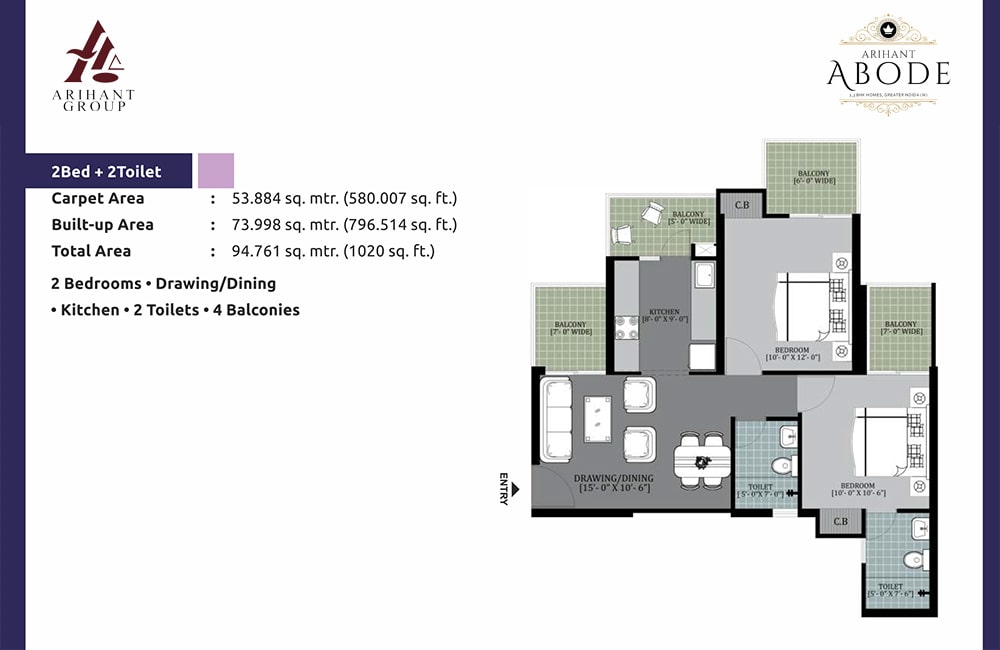 ARIHANT
GROUP
ARIHANT
ABODE
BHK HOMES, GREATER NOIDA (W)
2Bed + 2Toilet
Carpet Area : 53.884 sq. mtr. (580.007 sq. ft.)
Built-up Area : 73.998 sq. mtr. (796.514 sq. ft.)
Total Area : 94.761 sq. mtr. (1020 sq. ft.)
2 Bedrooms • Drawing/Dining
• Kitchen • 2 Toilets • 4 Balconies
BALCONY
[6'- 0" WIDE]
C.B
BALCONY
[5'- 0" WIDE]
KITCHEN
[8'- 0" X 9'- 0"]
BALCONY
[7'- 0" WIDE]
BALCONY
[7'- 0" WIDE]
BEDROOM
[10'- 0" X 12'- 0"]
DRAWING/DINING
[15'- 0" X 10'- 6"]
ENTRY
TOILET
[ 5'- 0"X 7'- 0"]
BEDROOM
[10'- 0" X 10'- 6"]
C.B
TOILET
[5'- 0" X 7'- 6"]